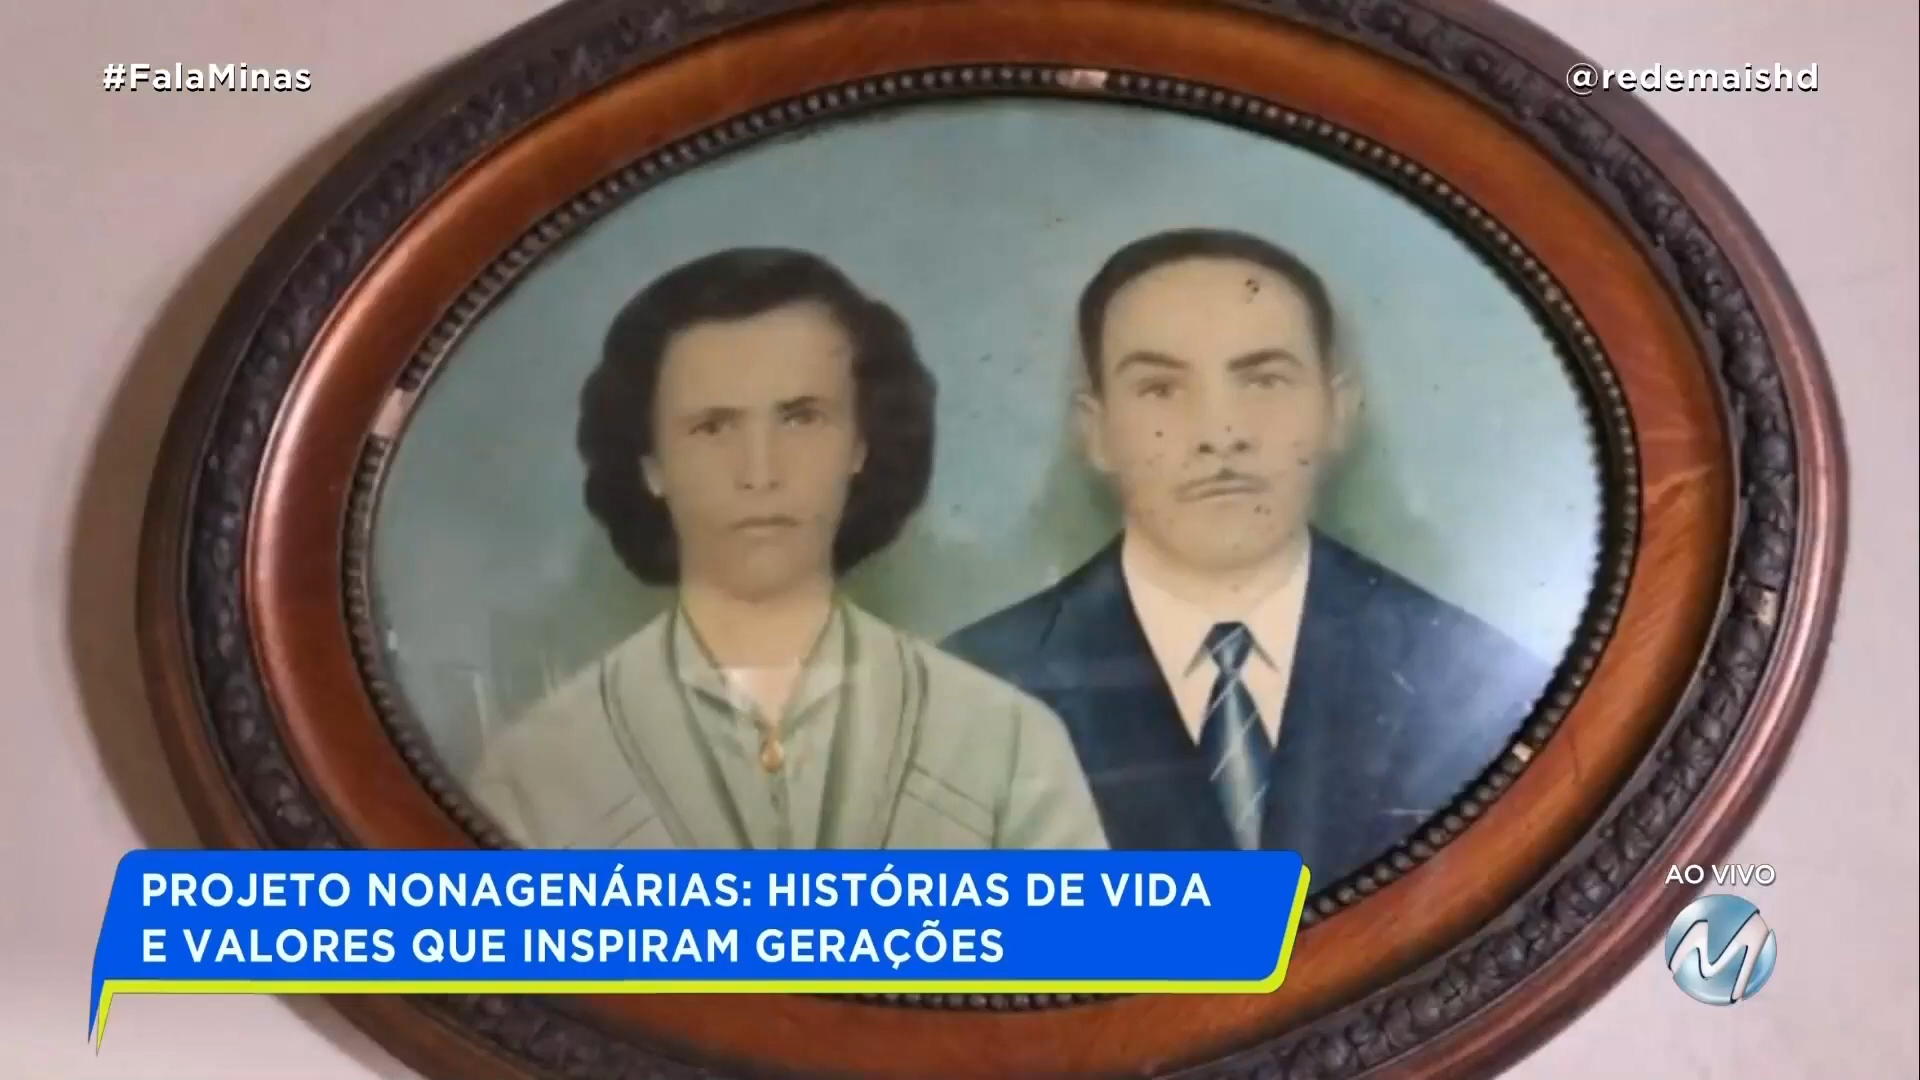 #FalaMinas
@redemaishd
PROJETO NONAGENÁRIAS: HISTÓRIAS DE VIDA
E VALORES QUE INSPIRAM GERAÇÕES
AO VIVO
M